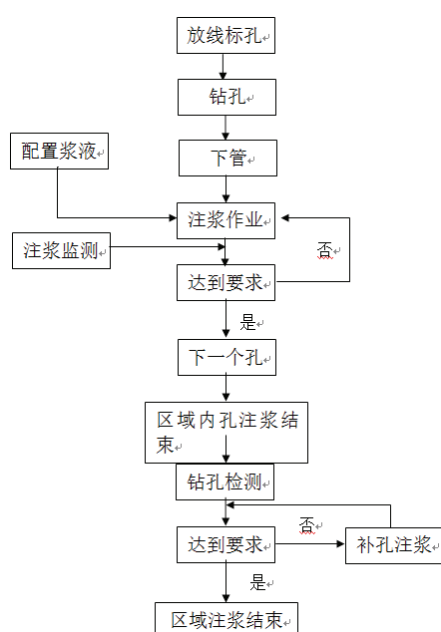 放线标孔
钻孔
配置浆液
下管
注浆作业
注浆监测
否
达到要求
是
下一个孔
区域内孔注浆结
束
钻孔检测
否
达到要求
补孔注浆
是
区域注浆结束